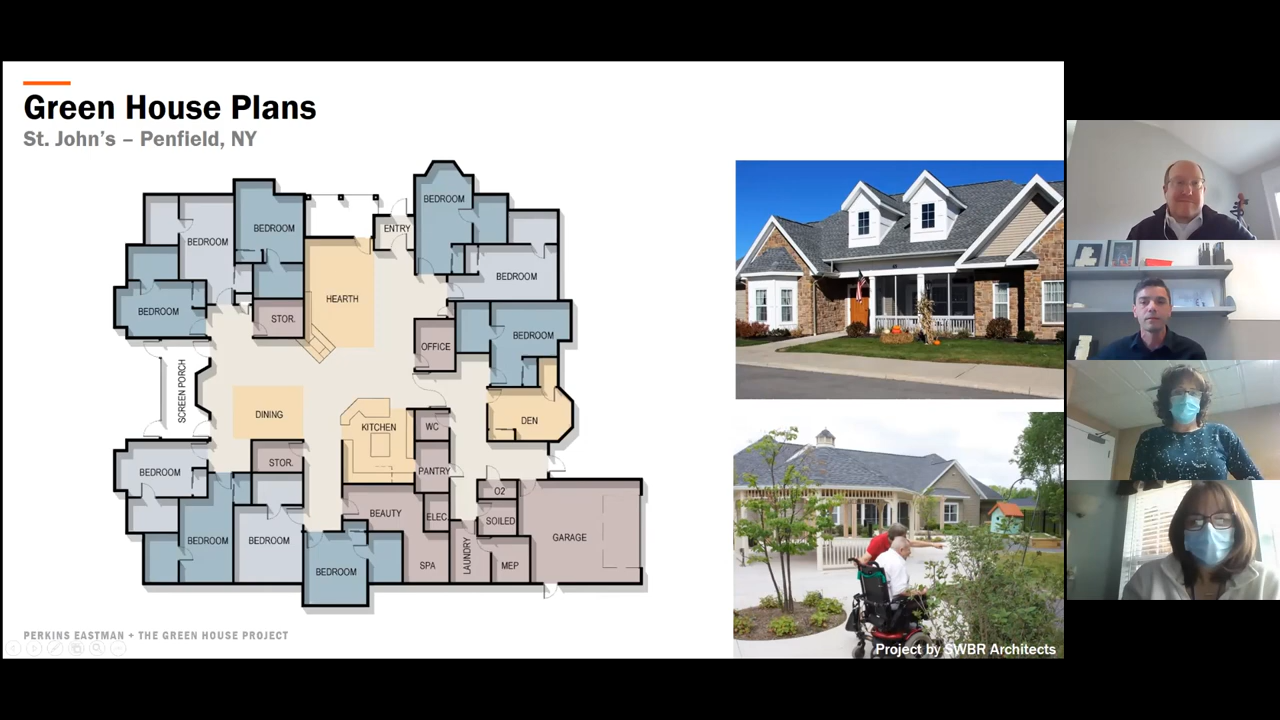 Green House Plans
St. John's – Penfield, NY
BEDROOM
BEDROOM
BEDROOM
ENTRY
BEDROOM
HEARTH
BEDROOM
STOR.
BEDROOM
OFFICE
SCREEN PORCH
DINING
KITCHEN
WC
DEN
BEDROOM
STOR.
PANTRY
O2
BEAUTY
ELEC.
SOILED
BEDROOM
BEDROOM
GARAGE
BEDROOM
SPA
LAUNDRY
MEP
PERKINS EASTMAN + THE GREEN HOUSE PROJECT
Project by SWBR Architects